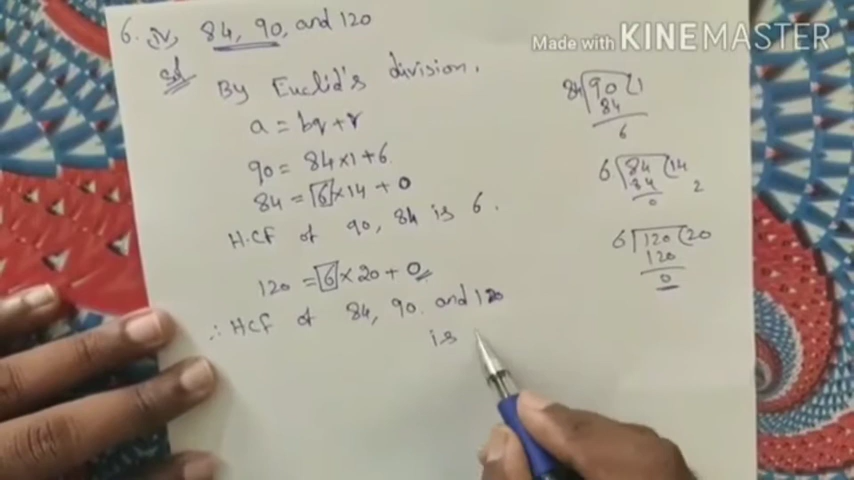 6. iv, 84, 90, and 120
Made with KINEMASTER
Sol
By Euclid's division.
a = bq + r
90 = 84 × 1 + 6
84 = 6 × 14 + 0
H.C.F of 90, 84 is 6.
120 = 6 × 20 + 0
∴ HCF of 84, 90. and 120
is
84 90 1
84
6
6 84 14
84 2
0
6 120 20
120
0